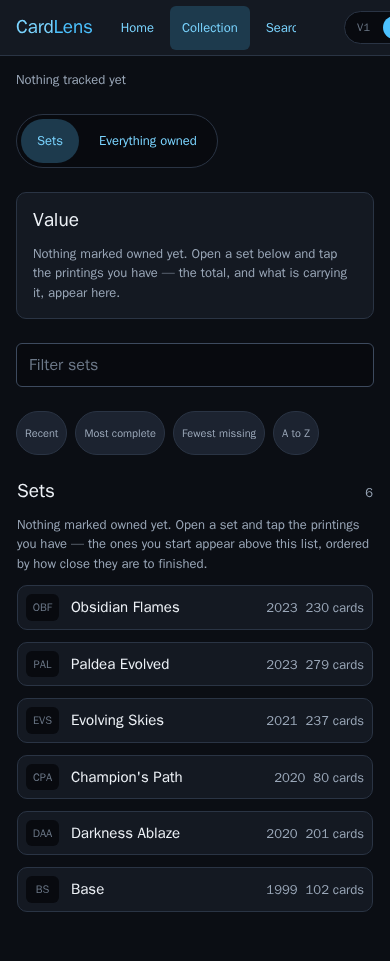 CardLens
Home
Collection
Searc
V1
Nothing tracked yet
Sets
Everything owned
Value
Nothing marked owned yet. Open a set below and tap
the printings you have — the total, and what is carrying
it, appear here.
Filter sets
Recent
Most complete
Fewest missing
A to Z
Sets
6
Nothing marked owned yet. Open a set and tap the printings
you have — the ones you start appear above this list, ordered
by how close they are to finished.
OBF Obsidian Flames 2023 230 cards
PAL Paldea Evolved 2023 279 cards
EVS Evolving Skies 2021 237 cards
CPA Champion's Path 2020 80 cards
DAA Darkness Ablaze 2020 201 cards
BS Base 1999 102 cards